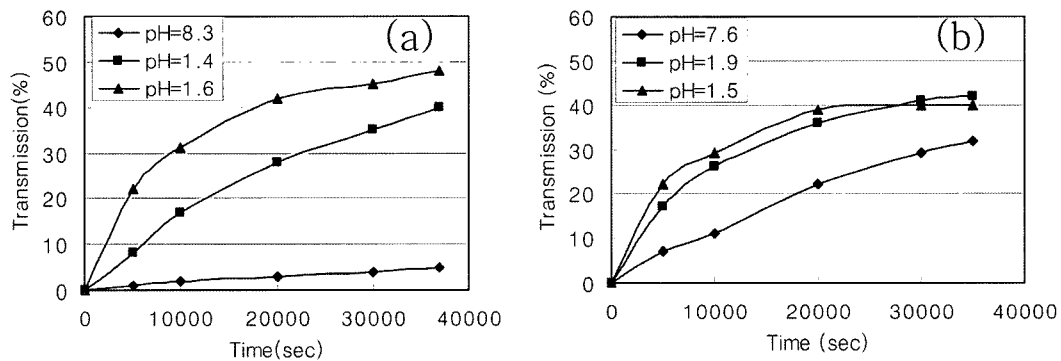 (a)
pH=8.3
pH=1.4
pH=1.6
Transmission(%)
60
50
40
30
20
10
0
0 10000 20000 30000 40000
Time(sec)
(b)
pH=7.6
pH=1.9
pH=1.5
Transmission (%)
60
50
40
30
20
10
0
0 10000 20000 30000 40000
Time (sec)